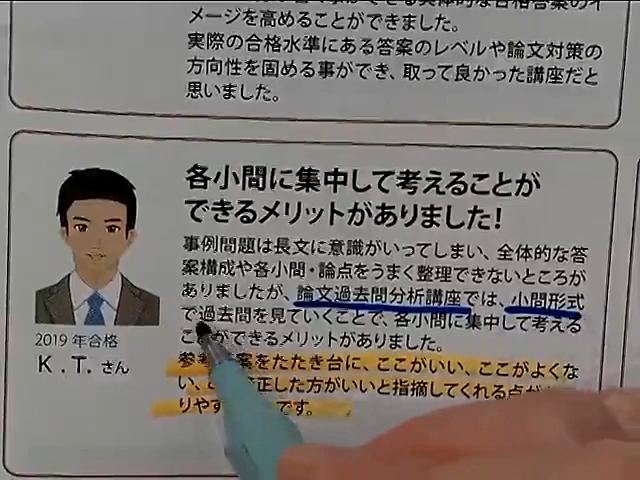 メージを高めることができました。
実際の合格水準にある答案のレベルや論文対策の
方向性を固める事ができ、取って良かった講座だと
思いました。
各小問に集中して考えることが
できるメリットがありました!
事例問題は長文に意識がいってしまい、全体的な答
案構成や各小問・論点をうまく整理できないところが
ありましたが、論文過去問分析講座では、小問形式
で過去問を見ていくことで、各小問に集中して考える
ことができるメリットがありました。
参考 案をたたき台に、ここがいい、ここがよくな
い、 正した方がいいと指摘してくれる点が
りやす です。
2019年合格
K.T.さん